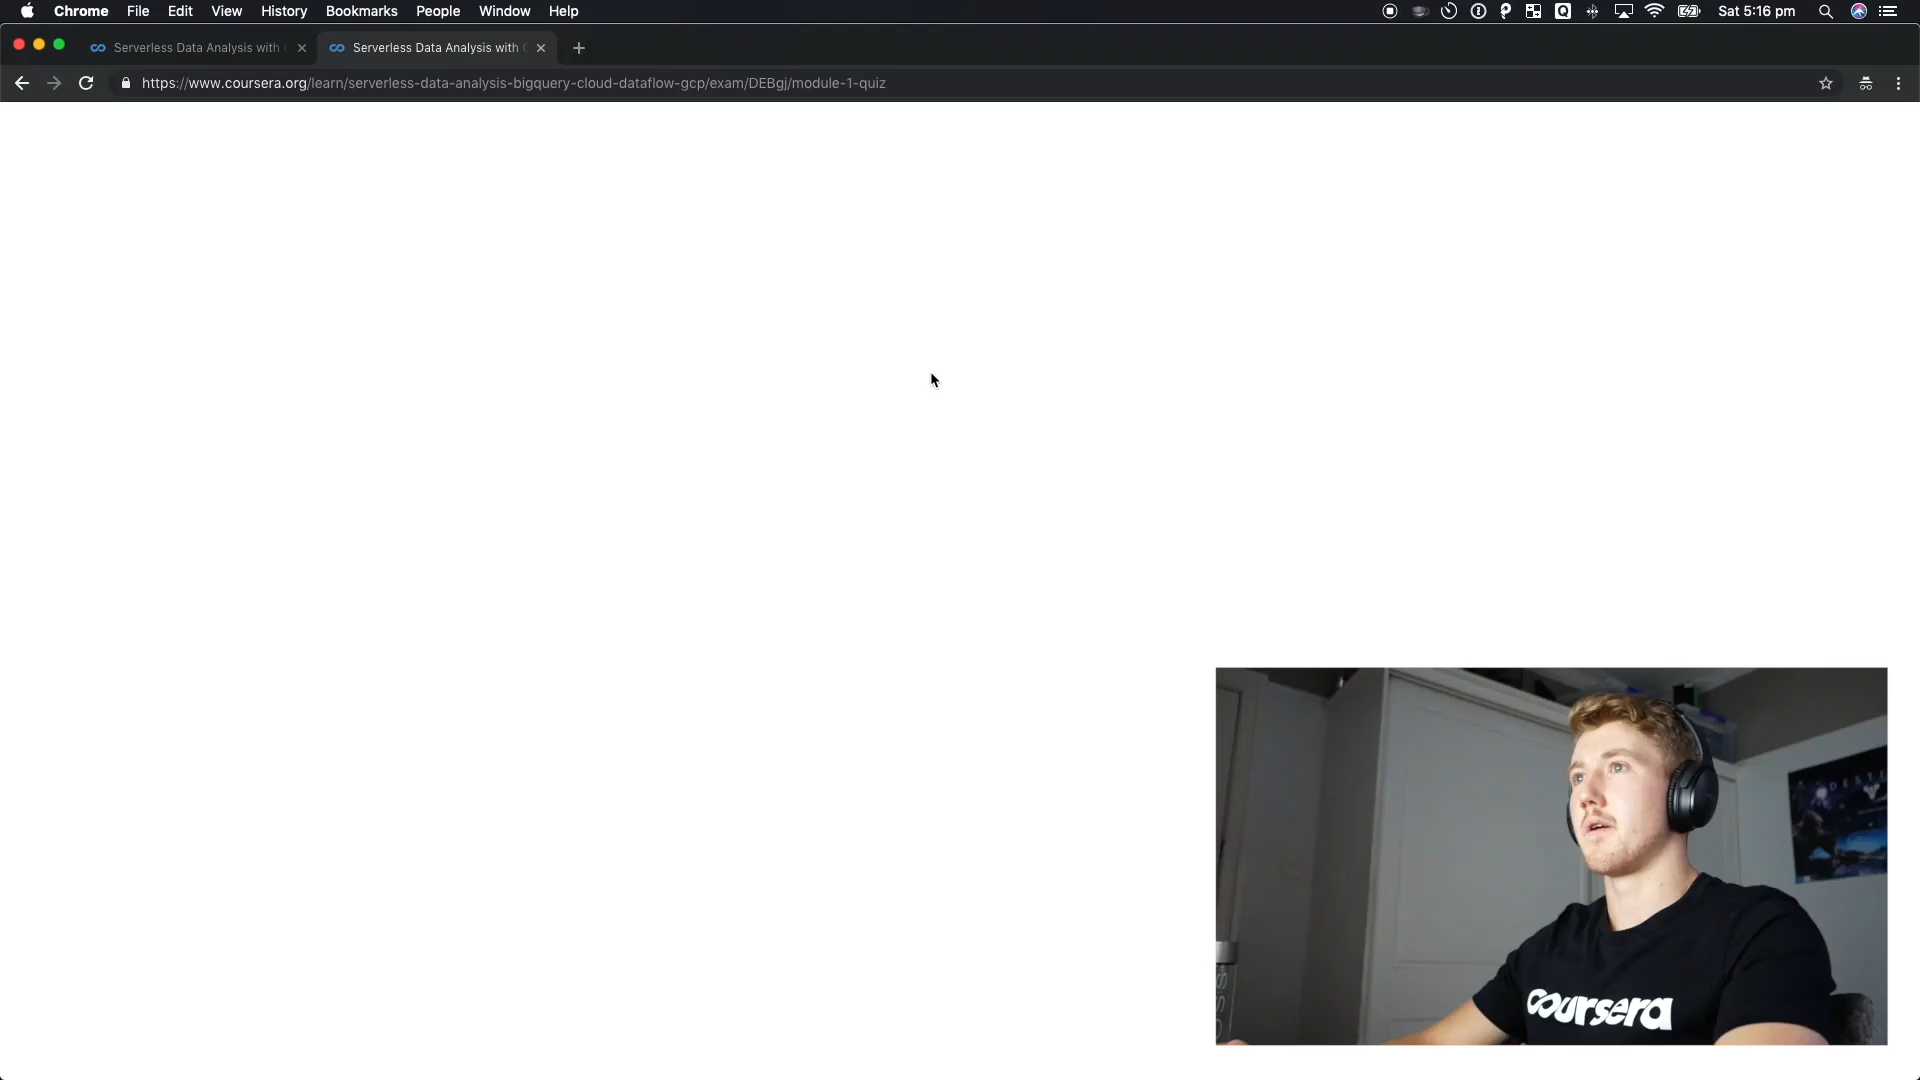 Chrome File Edit View History Bookmarks People Window Help
Sat 5:16 pm
Serverless Data Analysis with
Serverless Data Analysis with
https://www.coursera.org/learn/serverless-data-analysis-bigquery-cloud-dataflow-gcp/exam/DEBgj/module-1-quiz
DESTI
coursera